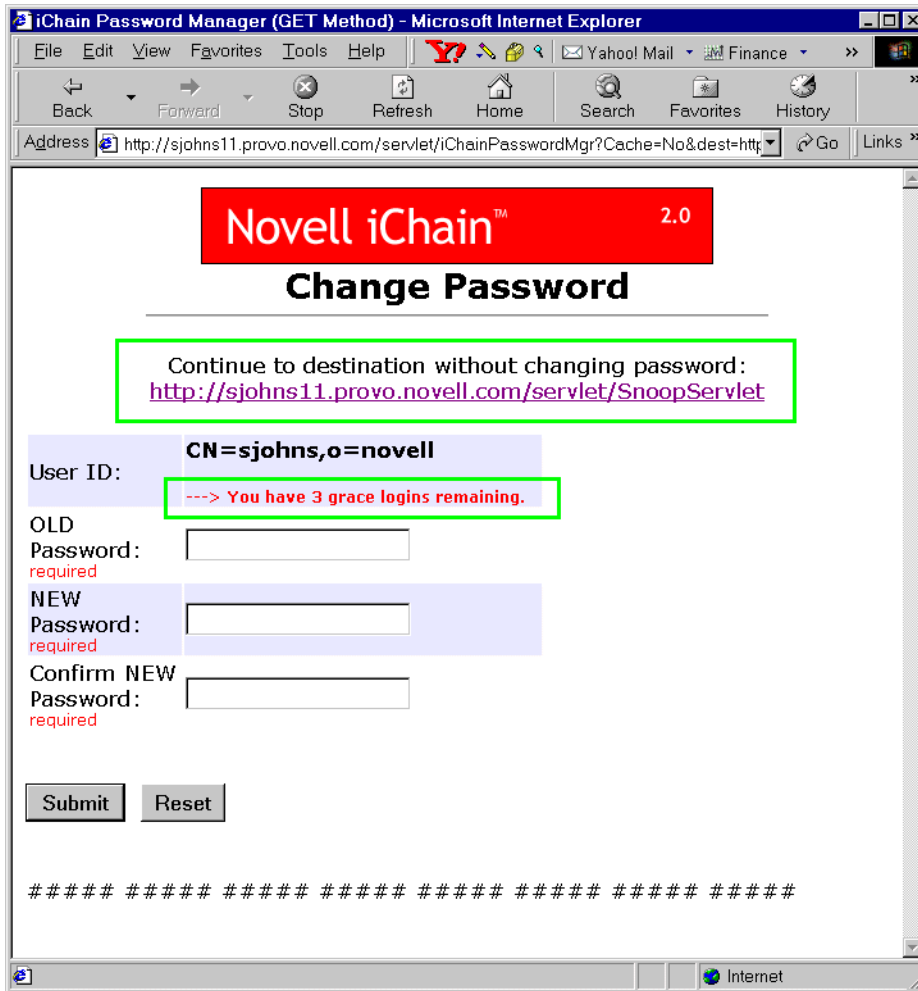 iChain Password Manager (GET Method) - Microsoft Internet Explorer
File Edit View Favorites Tools Help Y? Yahoo! Mail Finance »
Back Forward Stop Refresh Home Search Favorites History »
Address http://sjohns11.provo.novell.com/servlet/iChainPasswordMgr?Cache=No&dest=http Go Links »
Novell iChain™ 2.0
Change Password
Continue to destination without changing password:
http://sjohns11.provo.novell.com/servlet/SnoopServlet
User ID: CN=sjohns,o=novell
---> You have 3 grace logins remaining.
OLD
Password:
required
NEW
Password:
required
Confirm NEW
Password:
required
Submit Reset
##### ##### ##### ##### ##### ##### ##### #####
Internet